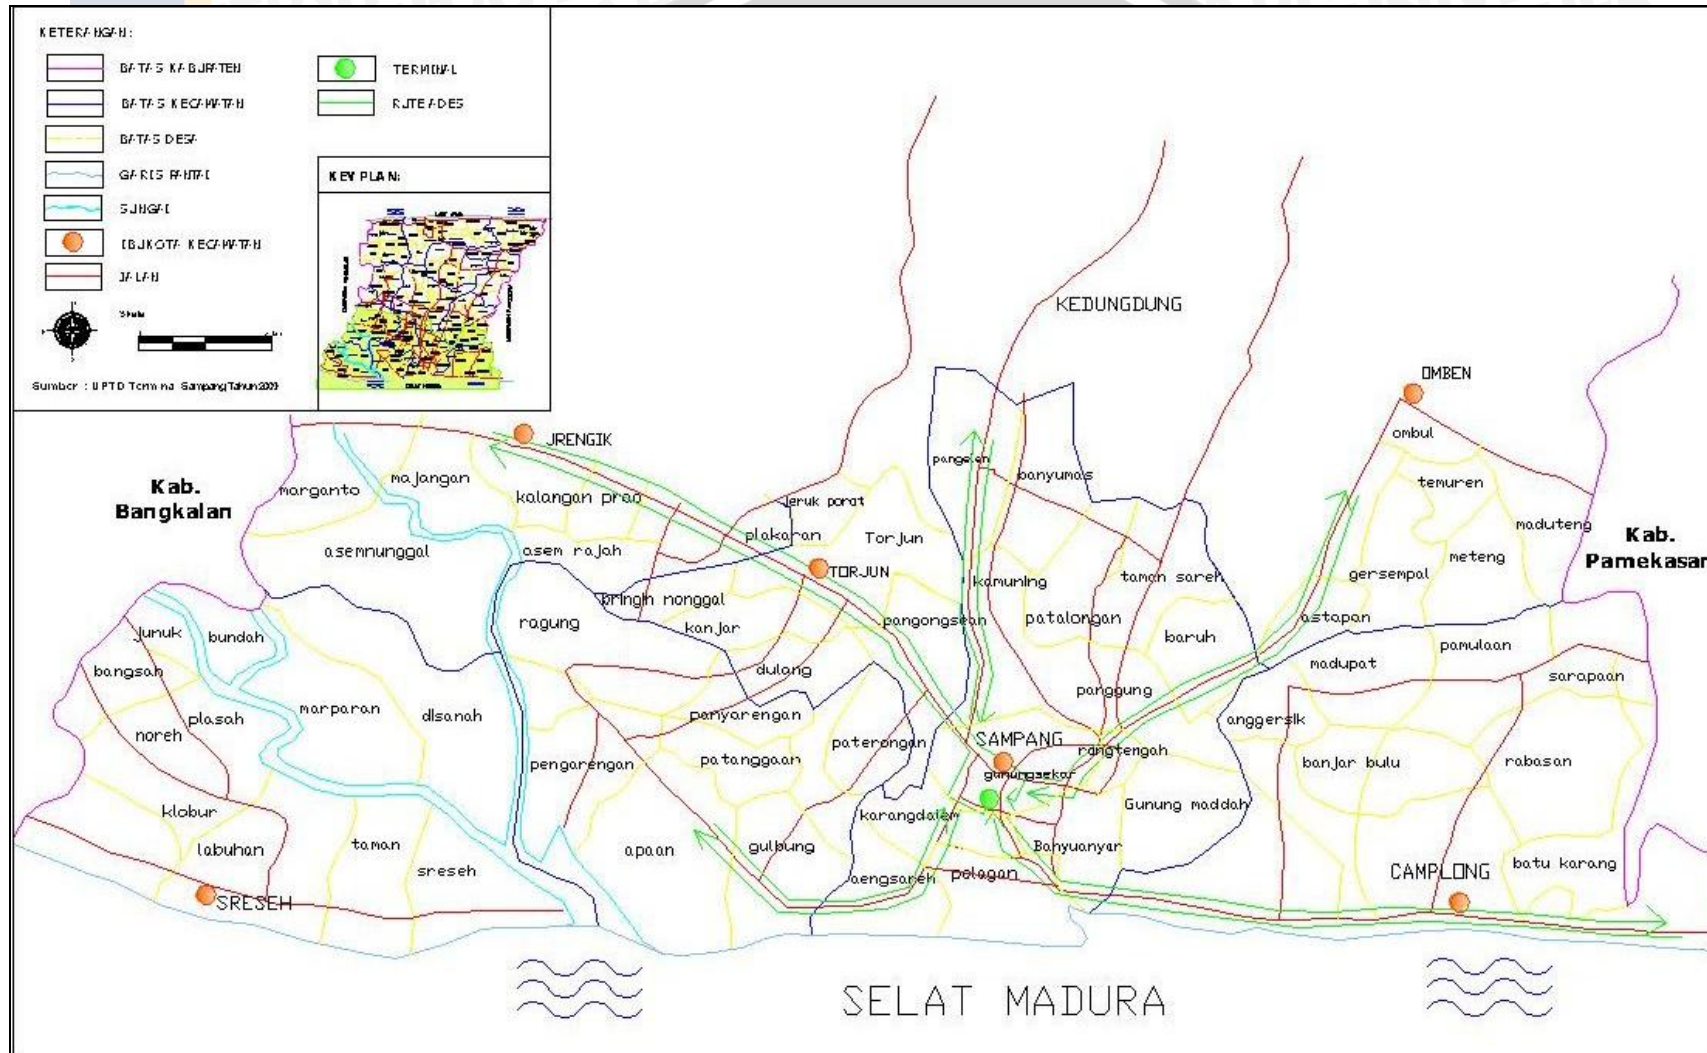 KETERANGAN:
BATAS KABUPATEN
BATAS KECAMATAN
BATAS DESA
GARIS PANTAI
SUNGAI
IBUKOTA KECAMATAN
JALAN
TERMINAL
RUTE ADES
Skala
Sumber : UPTD Terminal Sampang Tahun 2009
KEY PLAN:
KEDUNGDUNG
OMBEN
ombul
JRENGIK
Kab.
Bangkalan
marganto
majangan
kalangan prao
jeruk porot
plakaran
Torjun
pangelen
banyumas
temuren
maduteng
Kab.
Pamekasan
asemnunggal
asem rajah
TORJUN
kamuning
taman sareh
gersempal
meteng
bringin nonggal
ragung
kanjar
pangongsean
patalongan
baruh
astapan
junuk
bundah
bangsah
dulang
panggung
madupat
pamulaan
sarapaan
marparan
disanah
plasah
noreh
panyarengan
paterongan
SAMPANG
rangtengah
anggersik
pengarengan
patanggaan
gunungsekar
banjar bulu
rabasan
klobur
karangdalem
Gunung maddah
labuhan
taman
sreseh
apaan
gulbung
Banyuanyar
batu karang
aengsareh
polagan
CAMPLONG
SRESEH
SELAT MADURA